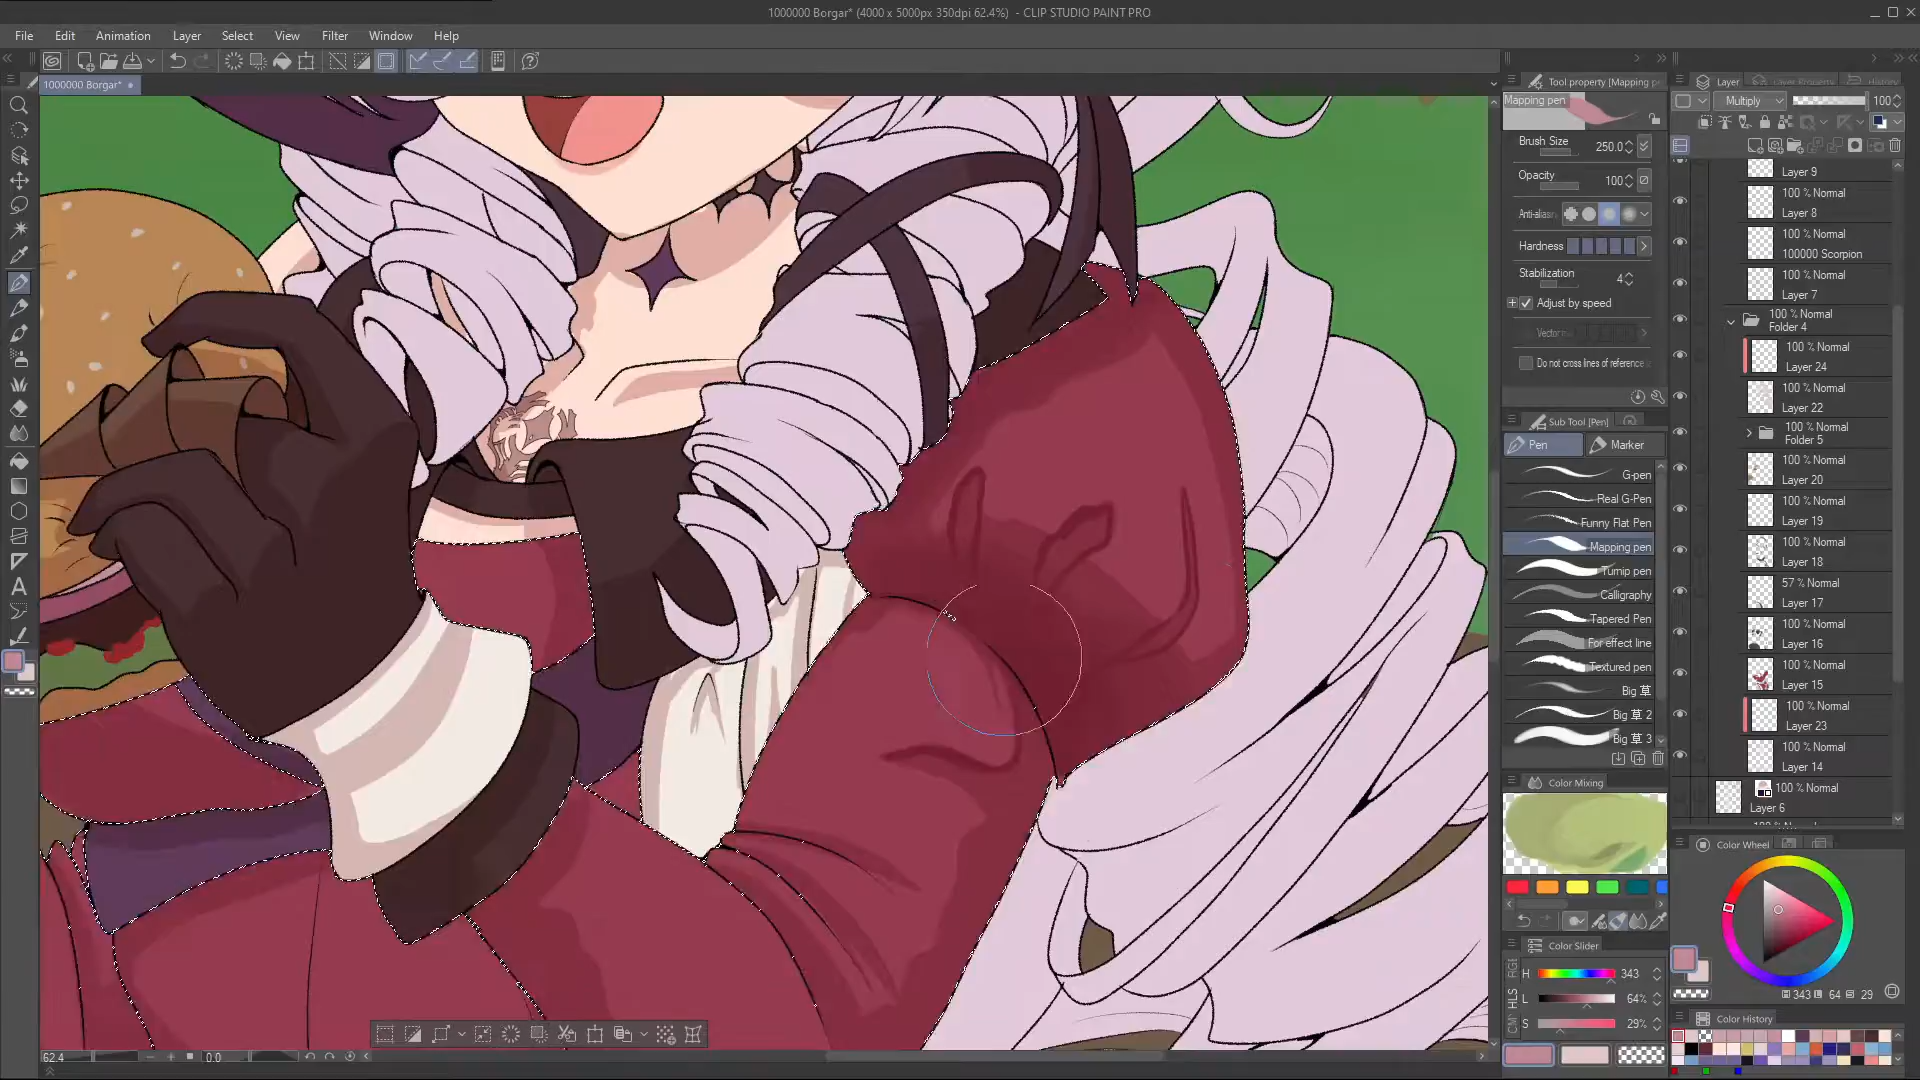 1000000 Borgar* (4000 x 5000px 350dpi 62.4%) - CLIP STUDIO PAINT PRO
File Edit Animation Layer Select View Filter Window Help
1000000 Borgar*
Tool property [Mapping pe
Mapping pen
Brush Size 250.0
Opacity 100
Anti-aliasin
Hardness
Stabilization 4
Adjust by speed
Do not cross lines of reference
Sub Tool [Pen]
Pen Marker
G-pen
Real G-Pen
Funny Flat Pen
Mapping pen
Turnip pen
Calligraphy
Tapered Pen
For effect line
Textured pen
Big 草
Big 草 2
Big 草 3
Color Mixing
Color Slider
H 343
L 64%
S 29%
Layer Layer Property History
Multiply 100
Layer 9
100 % Normal
Layer 8
100 % Normal
100000 Scorpion
100 % Normal
Layer 7
100 % Normal
Folder 4
100 % Normal
Layer 24
100 % Normal
Layer 22
100 % Normal
Folder 5
100 % Normal
Layer 20
100 % Normal
Layer 19
100 % Normal
Layer 18
57 % Normal
Layer 17
100 % Normal
Layer 16
100 % Normal
Layer 15
100 % Normal
Layer 23
100 % Normal
Layer 14
100 % Normal
Layer 6
Color Wheel
343 64 29
Color History
62.4 0.0